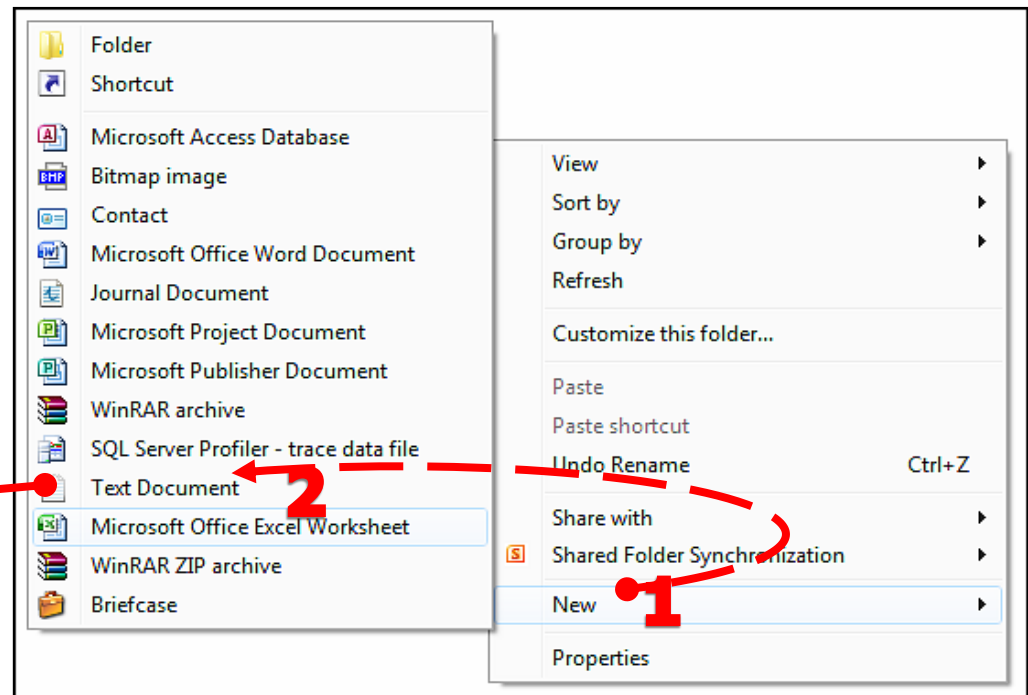 Folder
Shortcut
Microsoft Access Database
Bitmap image
Contact
Microsoft Office Word Document
Journal Document
Microsoft Project Document
Microsoft Publisher Document
WinRAR archive
SQL Server Profiler - trace data file
Text Document
2
Microsoft Office Excel Worksheet
WinRAR ZIP archive
Briefcase
View
Sort by
Group by
Refresh
Customize this folder...
Paste
Paste shortcut
Undo Rename Ctrl+Z
Share with
Shared Folder Synchronization
New 1
Properties